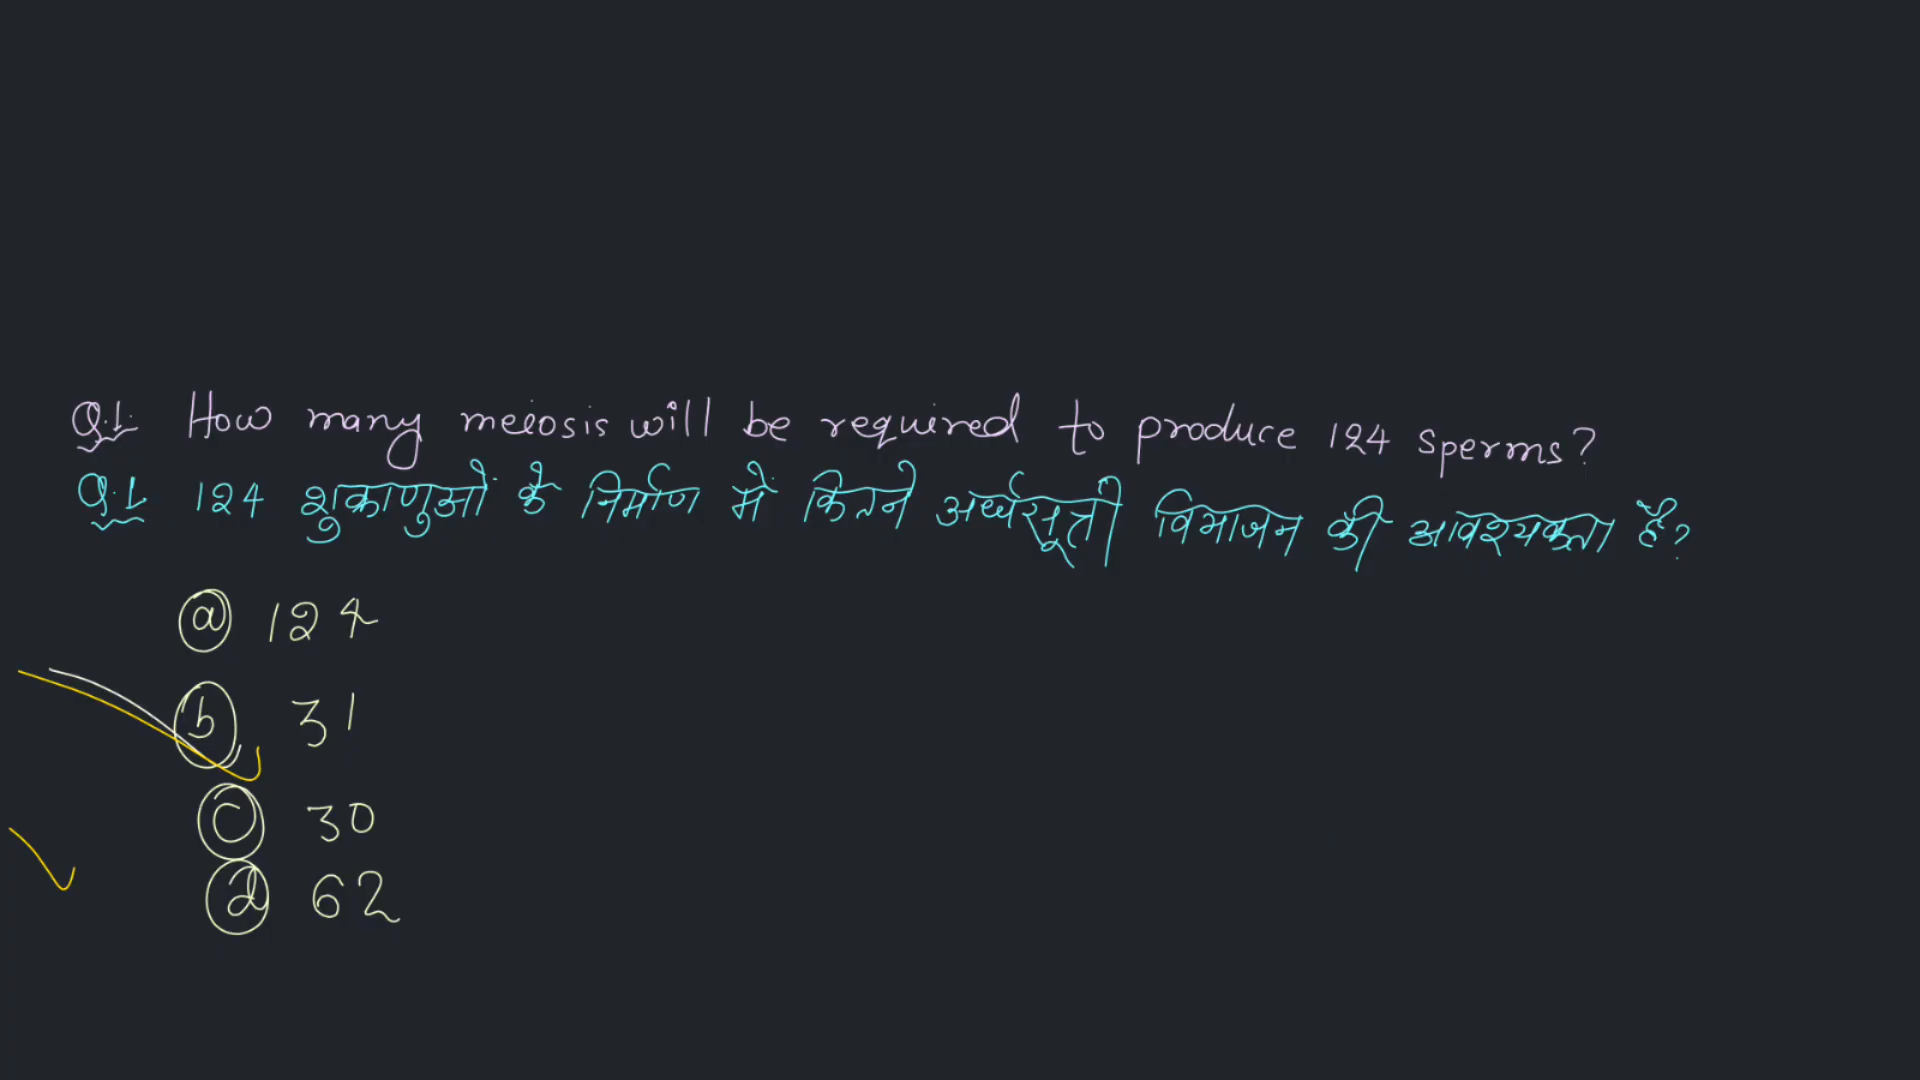 Q.1. How many meiosis will be required to produce 124 sperms?
Q.1 124 शुक्राणुओं के निर्माण में कितने अर्धसूत्री विभाजन की आवश्यकता है?
(a) 124
(b) 31
(c) 30
(d) 62